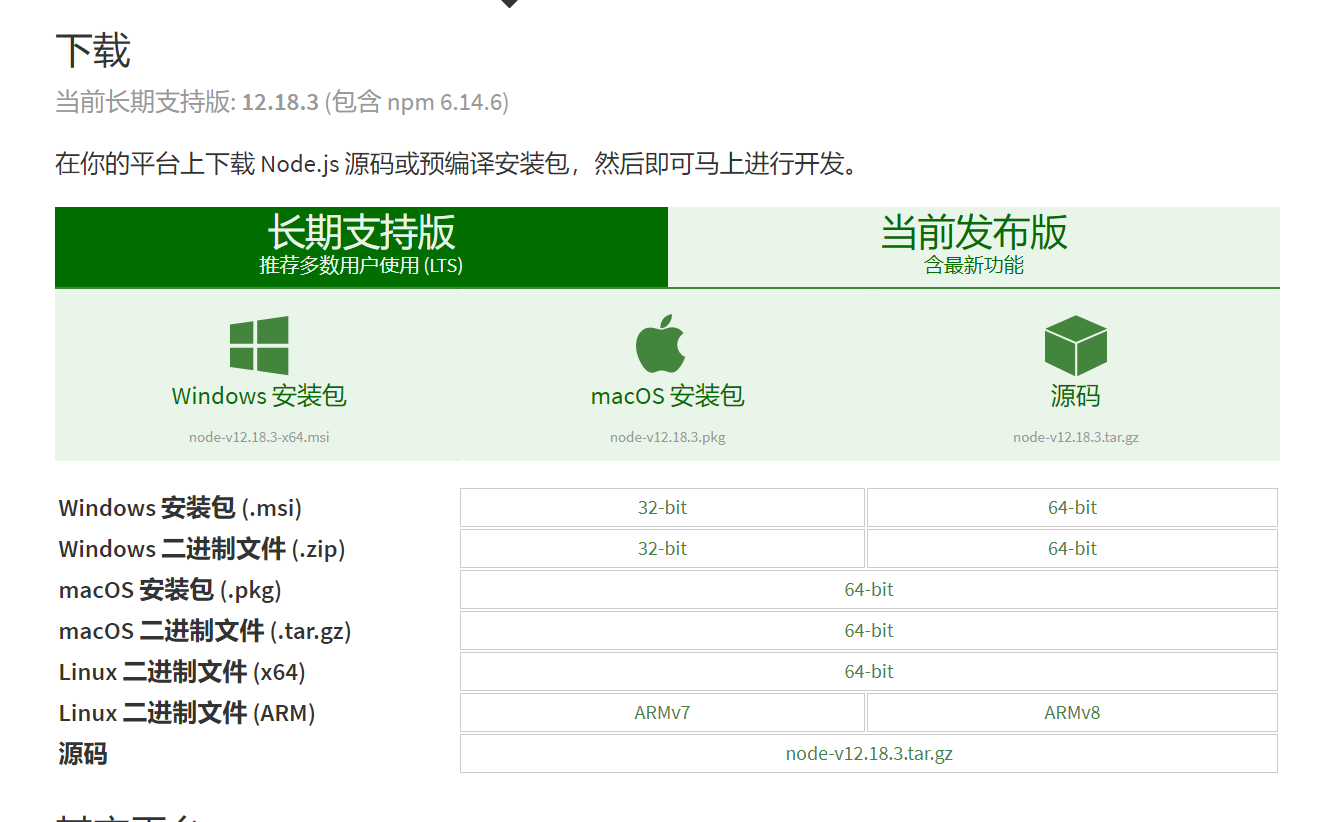 下载
当前长期支持版: 12.18.3 (包含 npm 6.14.6)
在你的平台上下载 Node.js 源码或预编译安装包，然后即可马上进行开发。
长期支持版
推荐多数用户使用 (LTS)
当前发布版
含最新功能
Windows 安装包
node-v12.18.3-x64.msi
macOS 安装包
node-v12.18.3.pkg
源码
node-v12.18.3.tar.gz
Windows 安装包 (.msi) 32-bit 64-bit
Windows 二进制文件 (.zip) 32-bit 64-bit
macOS 安装包 (.pkg) 64-bit
macOS 二进制文件 (.tar.gz) 64-bit
Linux 二进制文件 (x64) 64-bit
Linux 二进制文件 (ARM) ARMv7 ARMv8
源码 node-v12.18.3.tar.gz